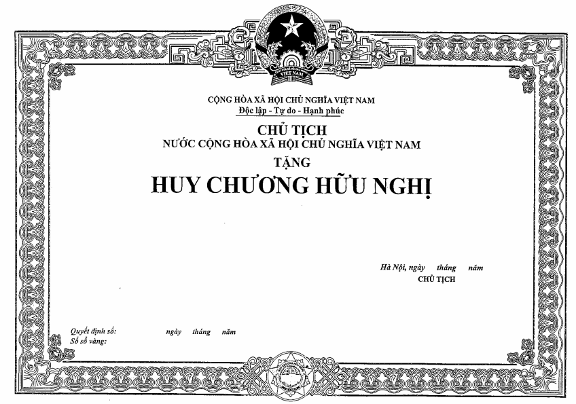 VIỆT NAM
CỘNG HÒA XÃ HỘI CHỦ NGHĨA VIỆT NAM
Độc lập - Tự do - Hạnh phúc
CHỦ TỊCH
NƯỚC CỘNG HÒA XÃ HỘI CHỦ NGHĨA VIỆT NAM
TẶNG
HUY CHƯƠNG HỮU NGHỊ
Hà Nội, ngày tháng năm
CHỦ TỊCH
Quyết định số: ngày tháng năm
Số sổ vàng: